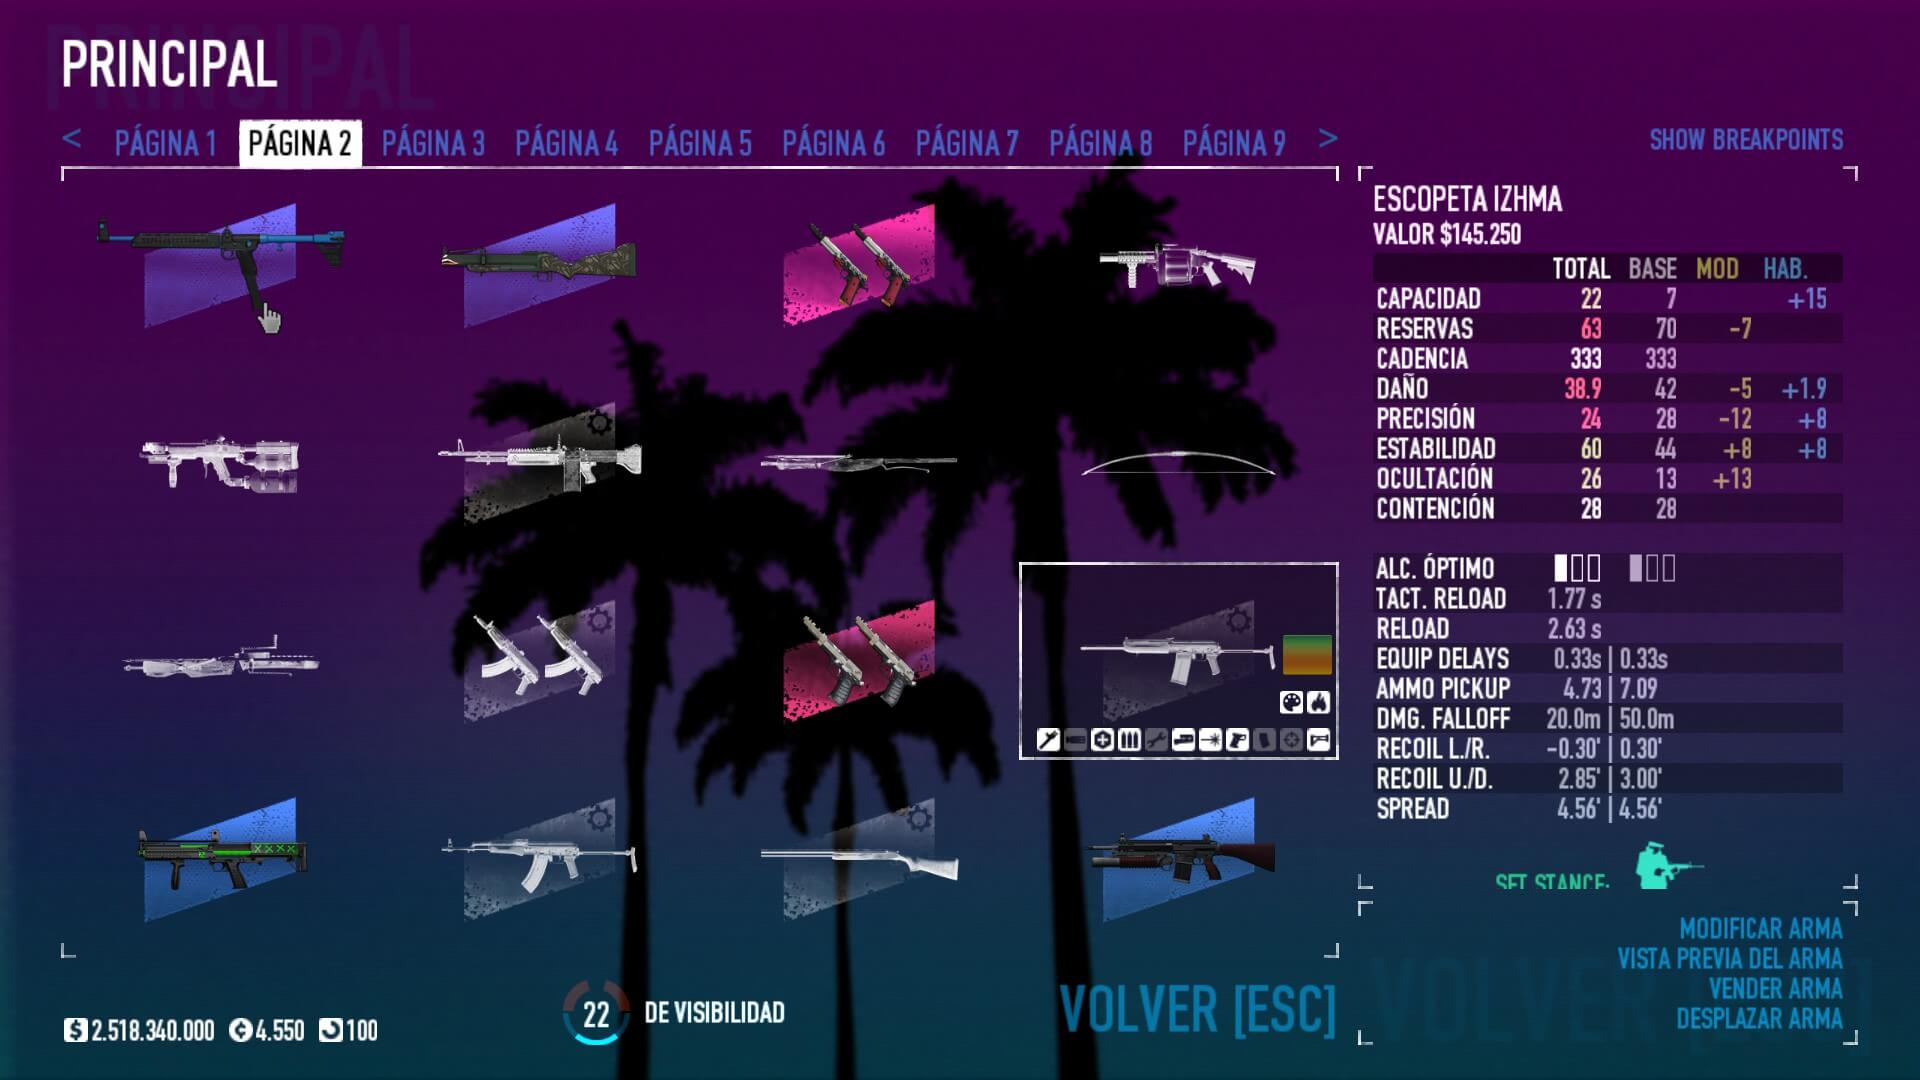 PRINCIPAL
< PÁGINA 1 PÁGINA 2 PÁGINA 3 PÁGINA 4 PÁGINA 5 PÁGINA 6 PÁGINA 7 PÁGINA 8 PÁGINA 9 >
SHOW BREAKPOINTS
ESCOPETA IZHMA
VALOR $145.250
TOTAL BASE MOD HAB.
CAPACIDAD 22 7 +15
RESERVAS 63 70 -7
CADENCIA 333 333
DAÑO 38.9 42 -5 +1.9
PRECISIÓN 24 28 -12 +8
ESTABILIDAD 60 44 +8 +8
OCULTACIÓN 26 13 +13
CONTENCIÓN 28 28
ALC. ÓPTIMO
TACT. RELOAD 1.77 s
RELOAD 2.63 s
EQUIP DELAYS 0.33s | 0.33s
AMMO PICKUP 4.73 | 7.09
DMG. FALLOFF 20.0m | 50.0m
RECOIL L./R. -0.30' | 0.30'
RECOIL U./D. 2.85' | 3.00'
SPREAD 4.56' | 4.56'
SET STANCE:
MODIFICAR ARMA
VISTA PREVIA DEL ARMA
VENDER ARMA
DESPLAZAR ARMA
$ 2.518.340.000 4.550 100
22 DE VISIBILIDAD
VOLVER [ESC]